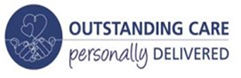 OUTSTANDING CARE
personally DELIVERED